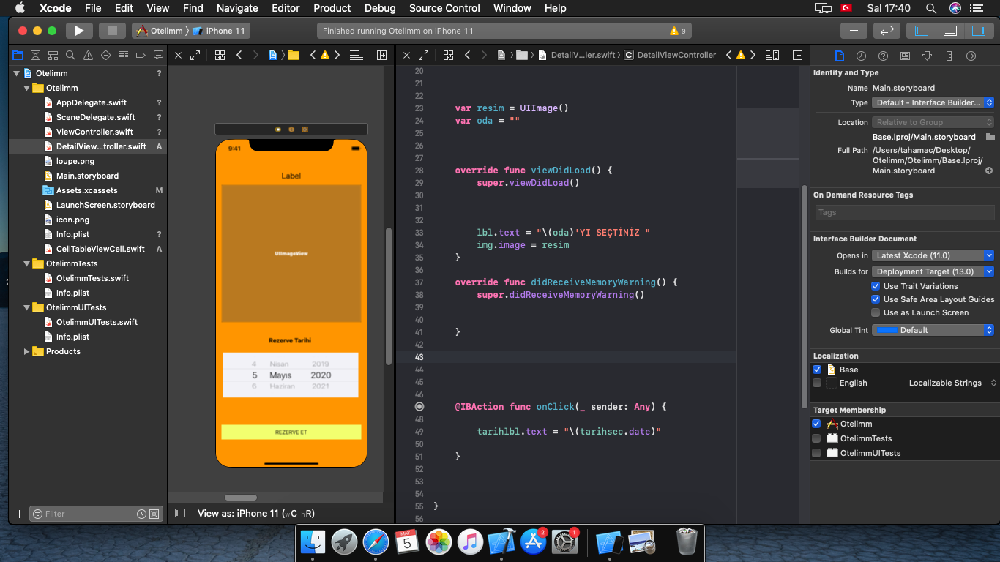 Xcode File Edit View Find Navigate Editor Product Debug Source Control Window Help Sal 17:40
Otelimm iPhone 11
Finished running Otelimm on iPhone 11 9
DetailV...ler.swift C DetailViewController
Otelimm ?
Otelimm
AppDelegate.swift ?
SceneDelegate.swift ?
ViewController.swift ?
DetailView...troller.swift A
loupe.png
Main.storyboard
Assets.xcassets M
LaunchScreen.storyboard
icon.png
Info.plist ?
CellTableViewCell.swift A
OtelimmTests
OtelimmTests.swift
Info.plist
OtelimmUITests
OtelimmUITests.swift
Info.plist
Products
Filter
9:41
Label
UIImageView
Rezerve Tarihi
4 Nisan 2019
5 Mayıs 2020
6 Haziran 2021
REZERVE ET
View as: iPhone 11 (wC hR)
20
21
22
23 var resim = UIImage()
24 var oda = ""
25
26
27
28 override func viewDidLoad() {
29 super.viewDidLoad()
30
31
32
33 lbl.text = "\(oda)'YI SEÇTİNİZ "
34 img.image = resim
35 }
36
37 override func didReceiveMemoryWarning() {
38 super.didReceiveMemoryWarning()
39
40
41 }
42
43
44
45
46
@IBAction func onClick(_ sender: Any) {
48
49 tarihlbl.text = "\(tarihsec.date)"
50
51 }
52
53
54
55 }
56
Identity and Type
Name Main.storyboard
Type Default - Interface Builder...
Location Relative to Group
Base.lproj/Main.storyboard
Full Path /Users/tahamac/Desktop/
Otelimm/Otelimm/Base.lproj/
Main.storyboard
On Demand Resource Tags
Tags
Interface Builder Document
Opens in Latest Xcode (11.0)
Builds for Deployment Target (13.0)
Use Trait Variations
Use Safe Area Layout Guides
Use as Launch Screen
Global Tint Default
Localization
Base
English Localizable Strings
Target Membership
Otelimm
OtelimmTests
OtelimmUITests
MAY
5
2
1